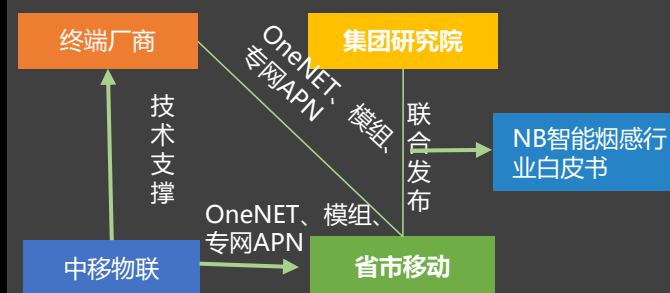 终端厂商
集团研究院
OneNET、模组、
专网APN
技术支撑
联合发布
NB智能烟感行
业白皮书
OneNET、模组、
专网APN
中移物联
省市移动